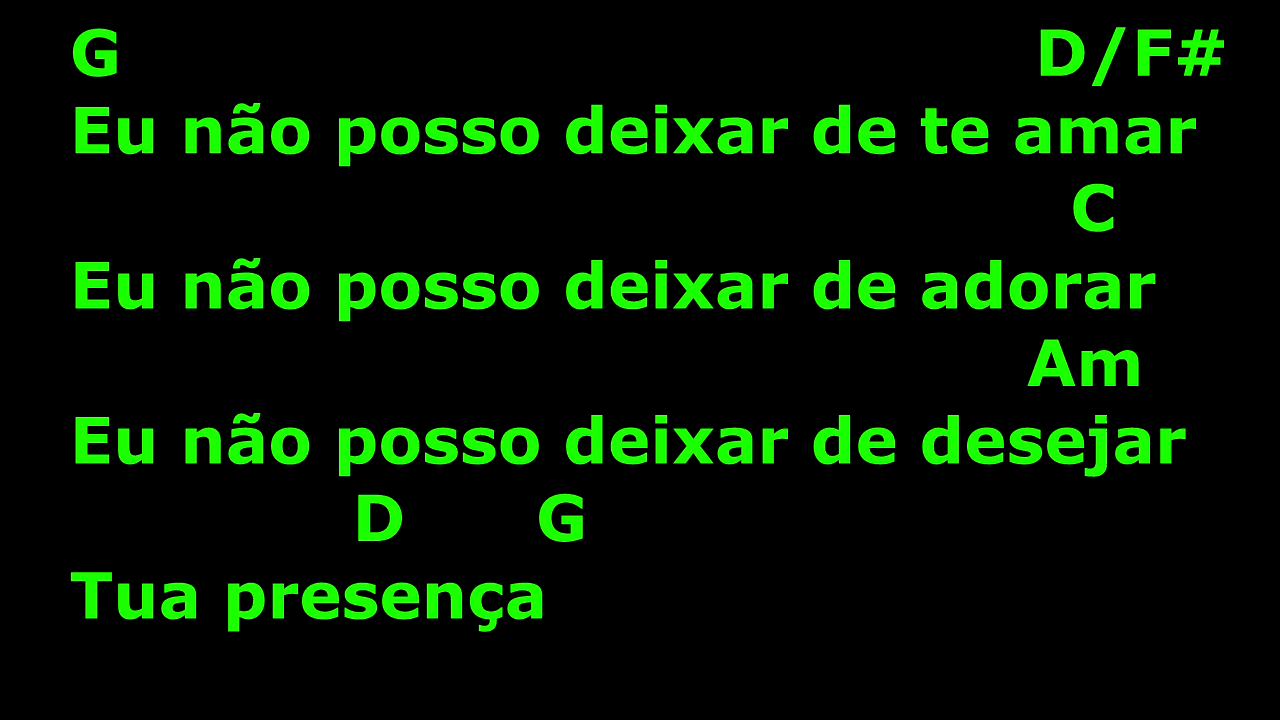 G D/F#
Eu não posso deixar de te amar
C
Eu não posso deixar de adorar
Am
Eu não posso deixar de desejar
D G
Tua presença